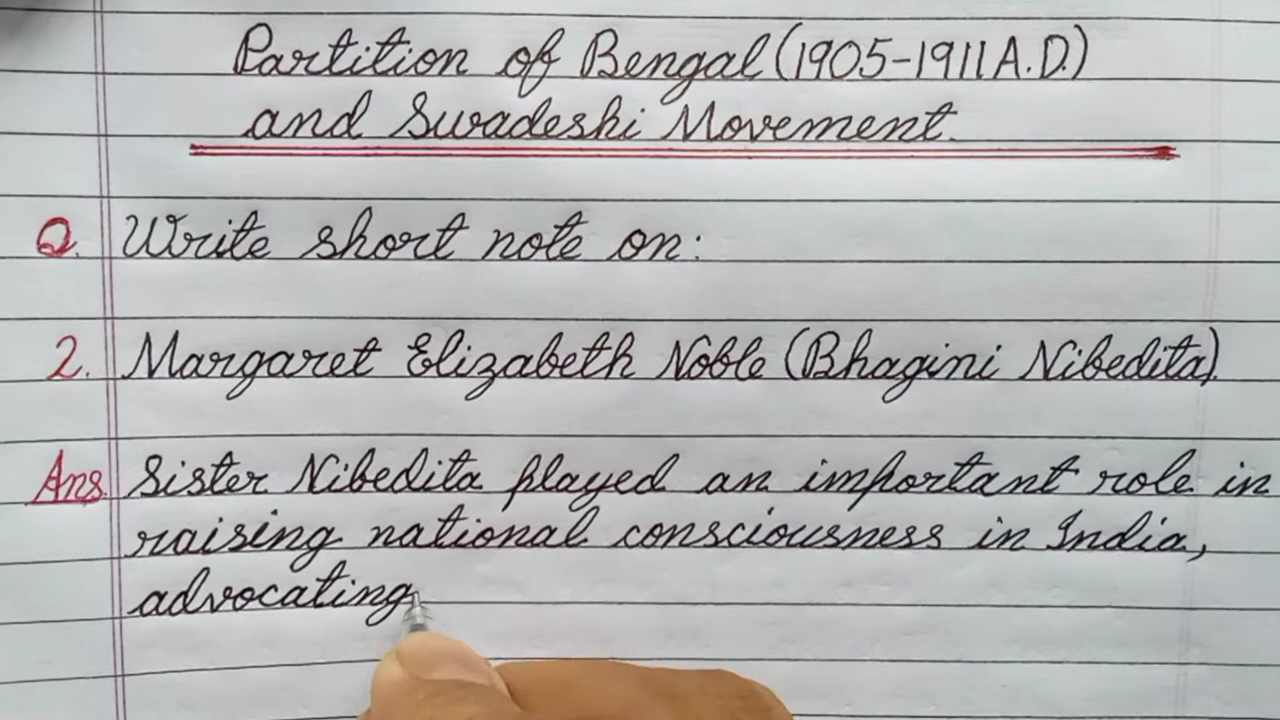 Partition of Bengal (1905-1911 A.D.)
and Swadeshi Movement.
Q. Write short note on:
2. Margaret Elizabeth Noble (Bhagini Nibedita)
Ans. Sister Nibedita played an important role in
raising national consciousness in India,
advocating